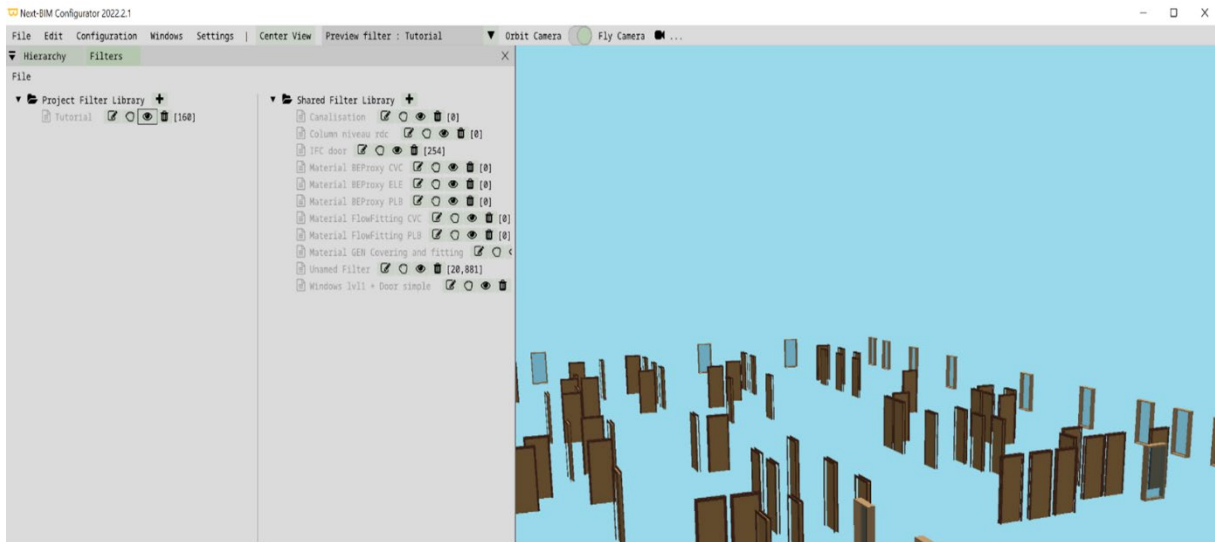 Next-BIM Configurator 2022.2.1
File Edit Configuration Windows Settings | Center View Preview filter : Tutorial Orbit Camera Fly Camera ...
Hierarchy Filters
File
Project Filter Library
Tutorial [160]
Shared Filter Library
Canalisation [0]
Column niveau rdc [0]
IFC door [254]
Material BEProxy CVC [0]
Material BEProxy ELE [0]
Material BEProxy PLB [0]
Material FlowFitting CVC [0]
Material FlowFitting PLB [0]
Material GEN Covering and fitting
Unamed Filter [20,881]
Windows lvl1 + Door simple